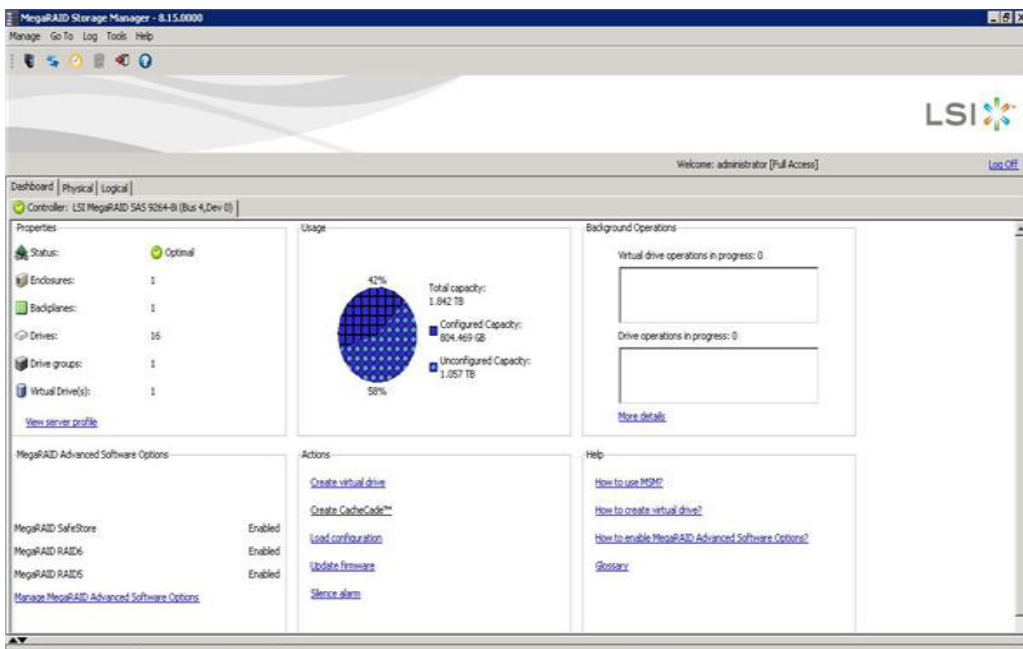 MegaRAID Storage Manager - 8.15.0000
Manage Go To Log Tools Help
LSI
Welcome: administrator [Full Access]
Log Off
Dashboard Physical Logical
Controller: LSI MegaRAID SAS 9264-8i (Bus 4,Dev 0)
Properties
Status: Optimal
Enclosures: 1
Backplanes: 1
Drives: 16
Drive groups: 1
Virtual Drive(s): 1
View server profile
Usage
42%
58%
Total capacity:
1.842 TB
Configured Capacity:
804.469 GB
Unconfigured Capacity:
1.057 TB
Background Operations
Virtual drive operations in progress: 0
Drive operations in progress: 0
More details
MegaRAID Advanced Software Options
MegaRAID SafeStore Enabled
MegaRAID RAID6 Enabled
MegaRAID RAID5 Enabled
Manage MegaRAID Advanced Software Options
Actions
Create virtual drive
Create CacheCade™
Load configuration
Update firmware
Silence alarm
Help
How to use MSM?
How to create virtual drive?
How to enable MegaRAID Advanced Software Options?
Glossary